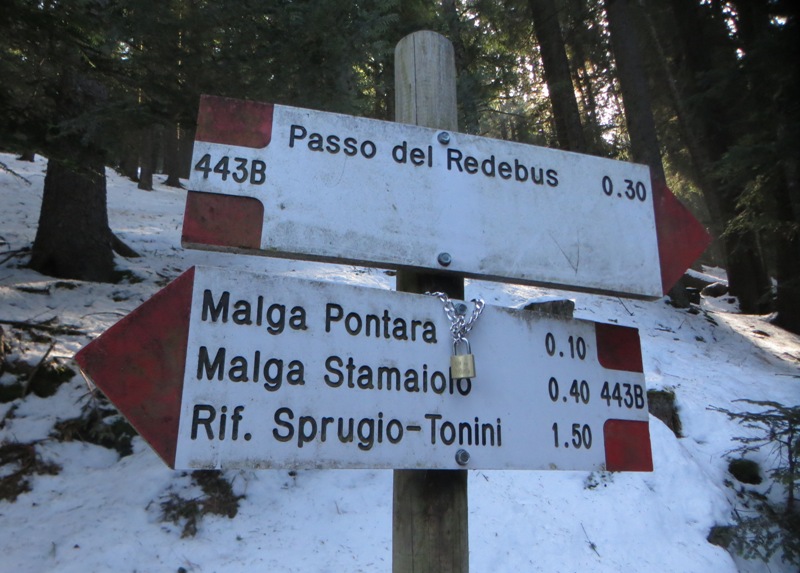 Passo del Redebus 0.30
443B
Malga Pontara 0.10
Malga Stamaiolo 0.40 443B
Rif. Sprugio-Tonini 1.50